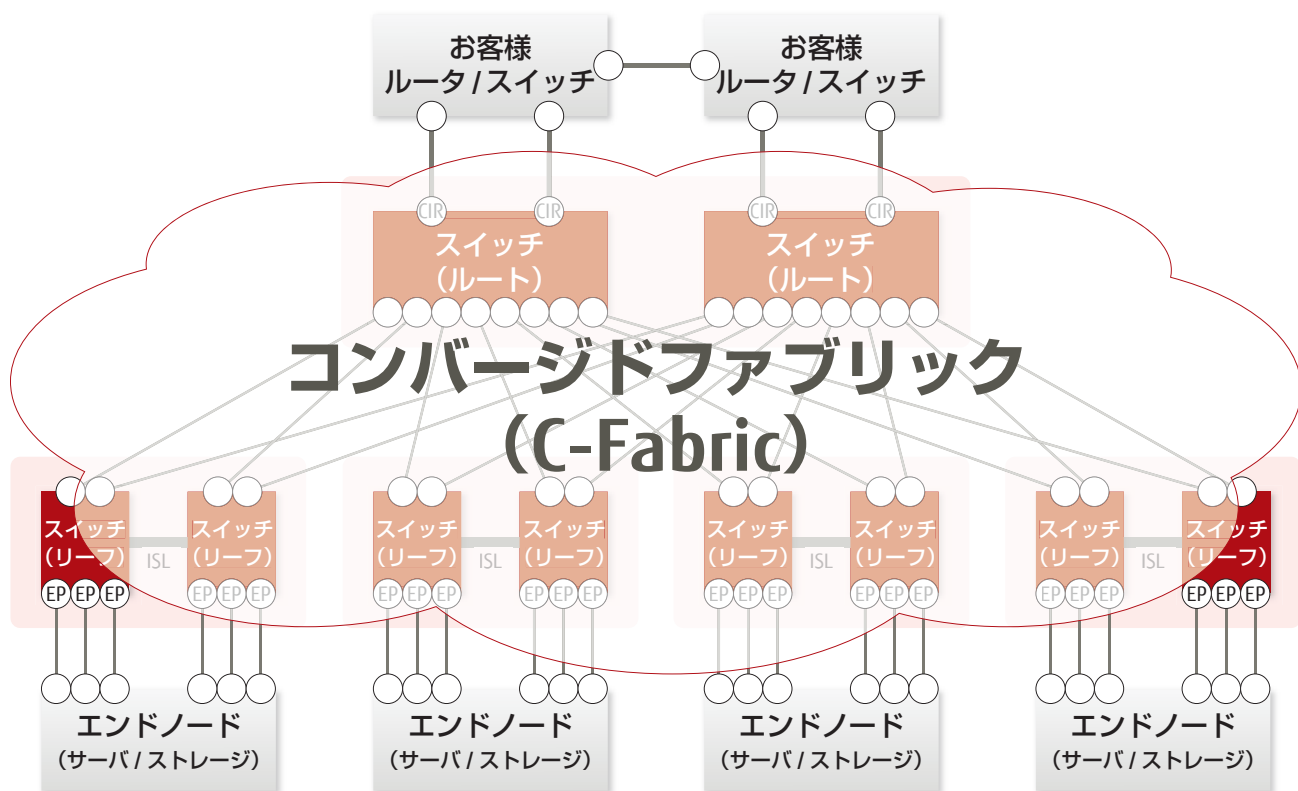 お客様
ルータ / スイッチ
お客様
ルータ / スイッチ
CIR CIR CIR CIR
スイッチ
（ルート）
スイッチ
（ルート）
コンバージドファブリック
（C-Fabric）
スイッチ
（リーフ）
ISL
スイッチ
（リーフ）
スイッチ
（リーフ）
ISL
スイッチ
（リーフ）
スイッチ
（リーフ）
ISL
スイッチ
（リーフ）
スイッチ
（リーフ）
ISL
スイッチ
（リーフ）
EP EP EP EP EP EP EP EP EP EP EP EP EP EP EP EP EP EP EP EP EP EP EP EP
エンドノード
（サーバ / ストレージ）
エンドノード
（サーバ / ストレージ）
エンドノード
（サーバ / ストレージ）
エンドノード
（サーバ / ストレージ）